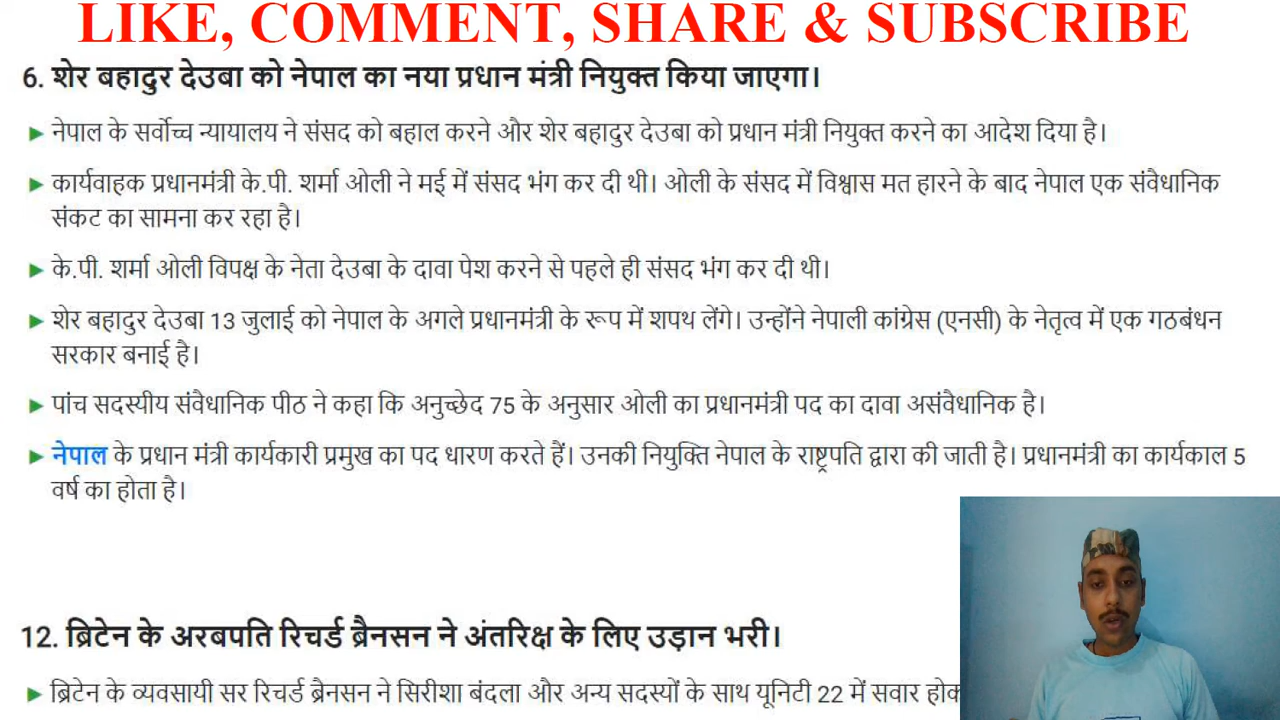 LIKE, COMMENT, SHARE & SUBSCRIBE
6. शेर बहादुर देउबा को नेपाल का नया प्रधान मंत्री नियुक्त किया जाएगा।
► नेपाल के सर्वोच्च न्यायालय ने संसद को बहाल करने और शेर बहादुर देउबा को प्रधान मंत्री नियुक्त करने का आदेश दिया है।
► कार्यवाहक प्रधानमंत्री के.पी. शर्मा ओली ने मई में संसद भंग कर दी थी। ओली के संसद में विश्वास मत हारने के बाद नेपाल एक संवैधानिक
संकट का सामना कर रहा है।
► के.पी. शर्मा ओली विपक्ष के नेता देउबा के दावा पेश करने से पहले ही संसद भंग कर दी थी।
► शेर बहादुर देउबा 13 जुलाई को नेपाल के अगले प्रधानमंत्री के रूप में शपथ लेंगे। उन्होंने नेपाली कांग्रेस (एनसी) के नेतृत्व में एक गठबंधन
सरकार बनाई है।
► पांच सदस्यीय संवैधानिक पीठ ने कहा कि अनुच्छेद 75 के अनुसार ओली का प्रधानमंत्री पद का दावा असंवैधानिक है।
► नेपाल के प्रधान मंत्री कार्यकारी प्रमुख का पद धारण करते हैं। उनकी नियुक्ति नेपाल के राष्ट्रपति द्वारा की जाती है। प्रधानमंत्री का कार्यकाल 5
वर्ष का होता है।
12. ब्रिटेन के अरबपति रिचर्ड ब्रैनसन ने अंतरिक्ष के लिए उड़ान भरी।
► ब्रिटेन के व्यवसायी सर रिचर्ड ब्रैनसन ने सिरीशा बंदला और अन्य सदस्यों के साथ यूनिटी 22 में सवार